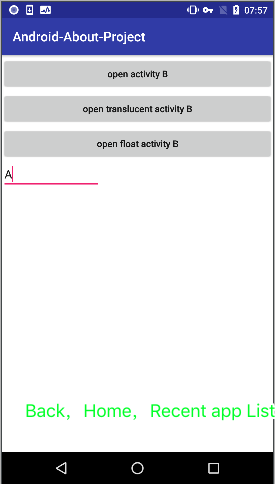 07:57
Android-About-Project
open activity B
open translucent activity B
open float activity B
A
Back, Home, Recent app List